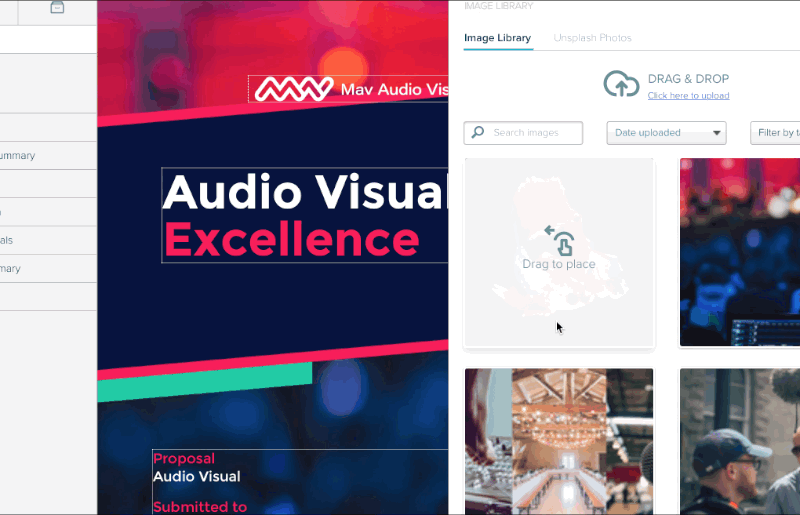 ummary
als
mary
Mav Audio Vis
Audio Visual
Excellence
Proposal
Audio Visual
Submitted to
IMAGE LIBRARY
Image Library
Unsplash Photos
DRAG & DROP
Click here to upload
Search images
Date uploaded
Filter by ta
Drag to place